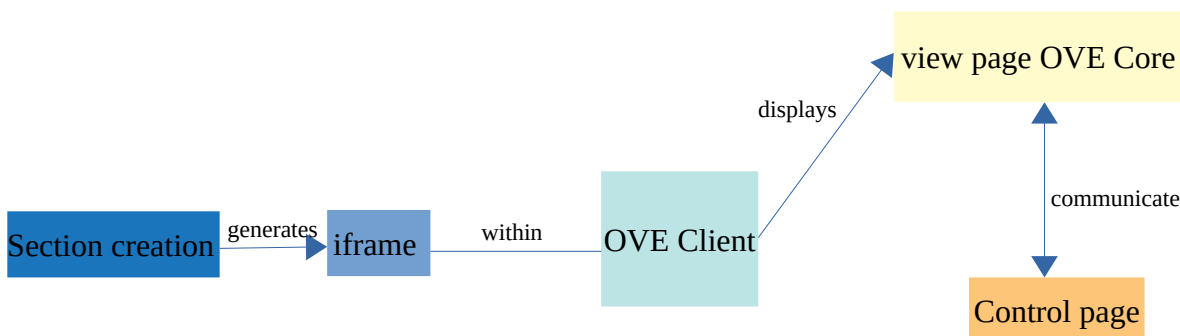 view page OVE Core
displays
communicate
Section creation
generates
iframe
within
OVE Client
Control page